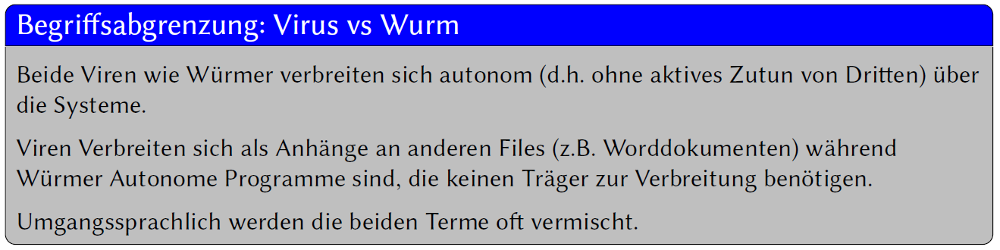 Begriffsabgrenzung: Virus vs Wurm
Beide Viren wie Würmer verbreiten sich autonom (d.h. ohne aktives Zutun von Dritten) über
die Systeme.
Viren Verbreiten sich als Anhänge an anderen Files (z.B. Worddokumenten) während
Würmer Autonome Programme sind, die keinen Träger zur Verbreitung benötigen.
Umgangssprachlich werden die beiden Terme oft vermischt.